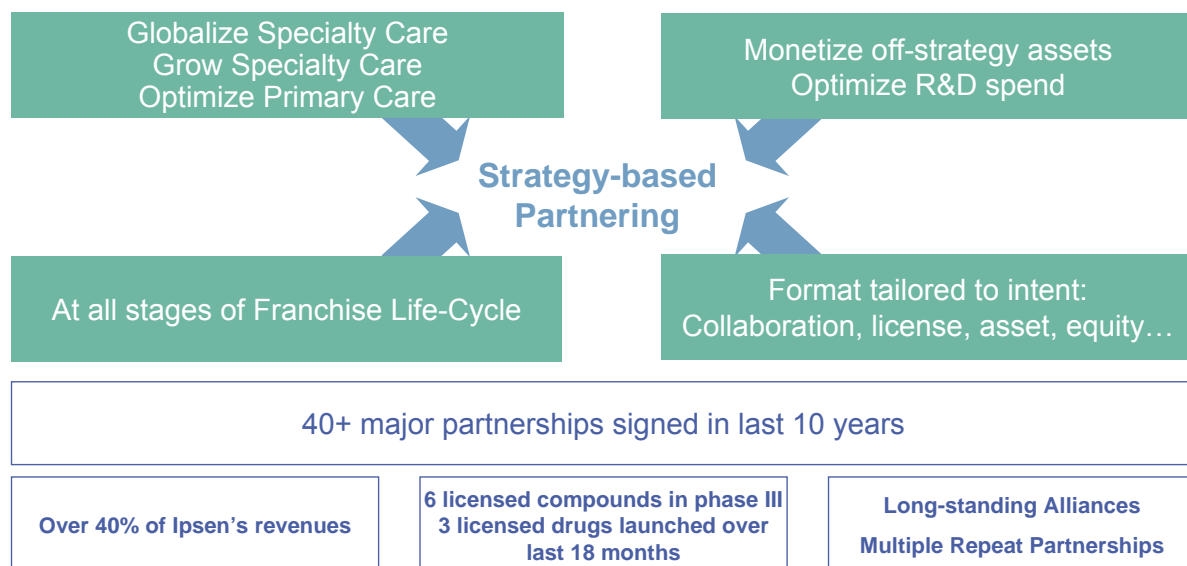 Globalize Specialty Care
Grow Specialty Care
Optimize Primary Care
Monetize off-strategy assets
Optimize R&D spend
Strategy-based
Partnering
At all stages of Franchise Life-Cycle
Format tailored to intent:
Collaboration, license, asset, equity…
40+ major partnerships signed in last 10 years
Over 40% of Ipsen’s revenues
6 licensed compounds in phase III
3 licensed drugs launched over
last 18 months
Long-standing Alliances
Multiple Repeat Partnerships